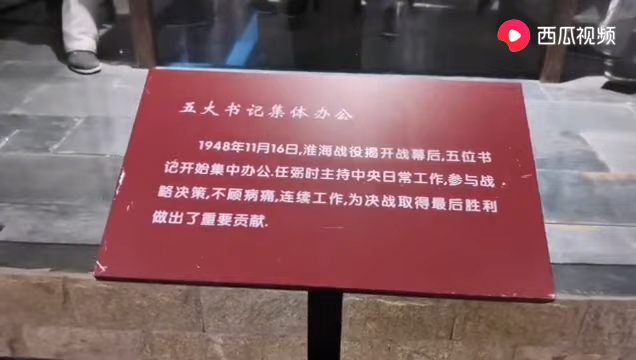 西瓜视频
五大书记集体办公
1948年11月16日,淮海战役揭开战幕后,五位书
记开始集中办公.任弼时主持中央日常工作,参与战
略决策,不顾病痛,连续工作,为决战取得最后胜利
做出了重要贡献.